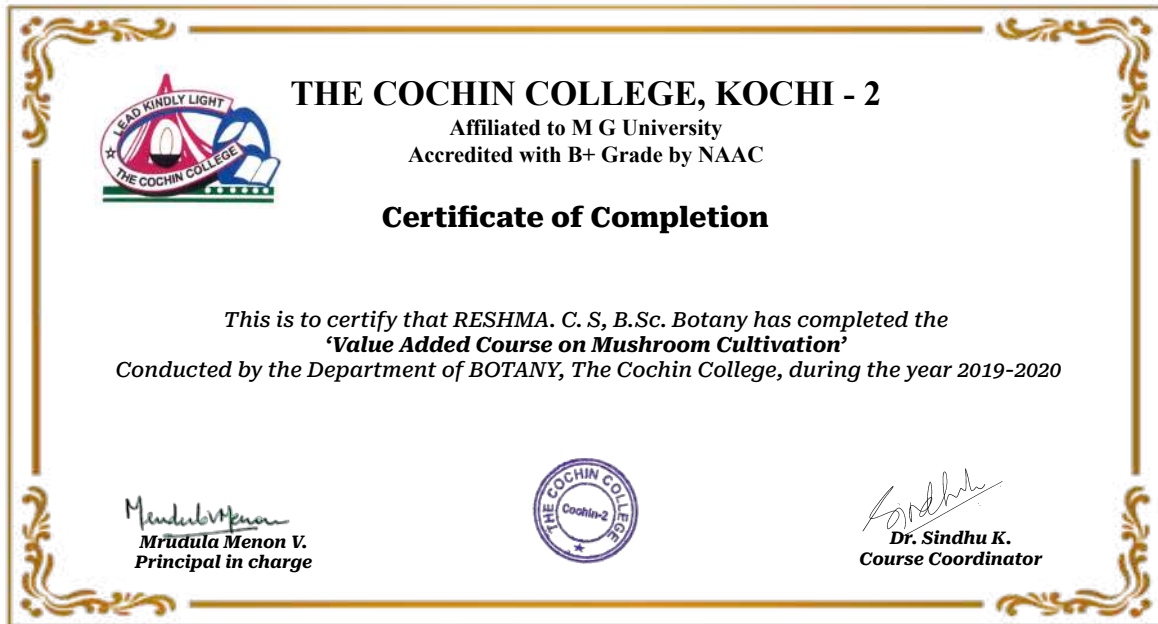 LEAD KINDLY LIGHT
THE COCHIN COLLEGE
THE COCHIN COLLEGE, KOCHI - 2
Affiliated to M G University
Accredited with B+ Grade by NAAC
Certificate of Completion
This is to certify that RESHMA. C. S, B.Sc. Botany has completed the
‘Value Added Course on Mushroom Cultivation’
Conducted by the Department of BOTANY, The Cochin College, during the year 2019-2020
THE COCHIN COLLEGE
Cochin-2
Mrudula Menon V.
Principal in charge
Sindhu
Dr. Sindhu K.
Course Coordinator